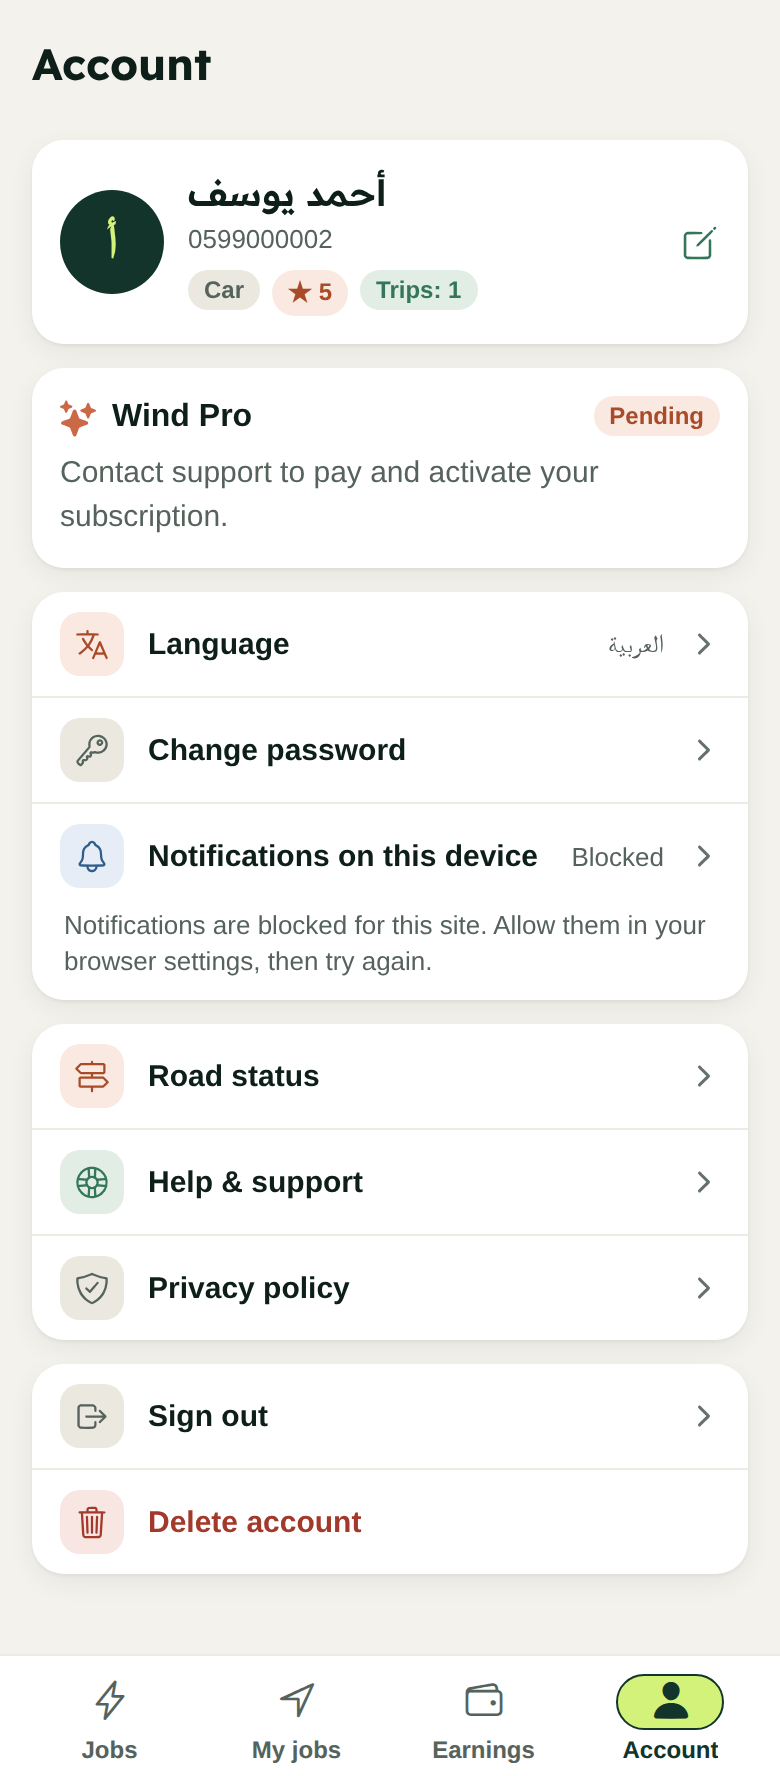 Account
أحمد يوسف
أ
0599000002
Car
★ 5
Trips: 1
Wind Pro
Pending
Contact support to pay and activate your
subscription.
Language
العربية
Change password
Notifications on this device
Blocked
Notifications are blocked for this site. Allow them in your
browser settings, then try again.
Road status
Help & support
Privacy policy
Sign out
Delete account
Jobs
My jobs
Earnings
Account